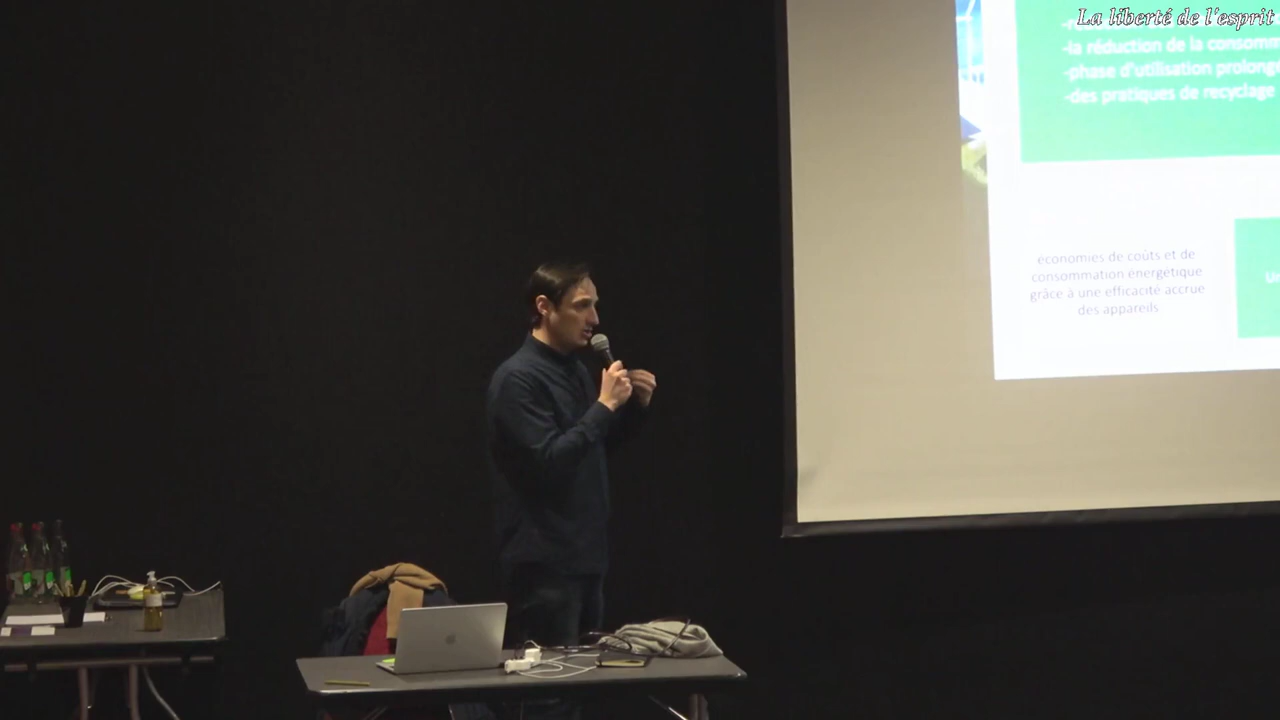 La liberté de l'esprit
-la réduction de la consomm
-phase d'utilisation prolongé
-des pratiques de recyclage
économies de coûts et de
consommation énergétique
grâce à une efficacité accrue
des appareils